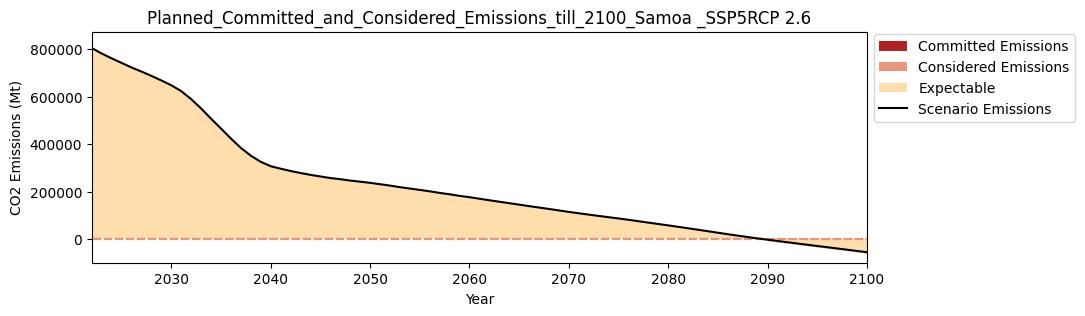 Planned_Committed_and_Considered_Emissions_till_2100_Samoa _SSP5RCP 2.6
CO2 Emissions (Mt)
800000
600000
400000
200000
0
2030 2040 2050 2060 2070 2080 2090 2100
Year
Committed Emissions
Considered Emissions
Expectable
Scenario Emissions